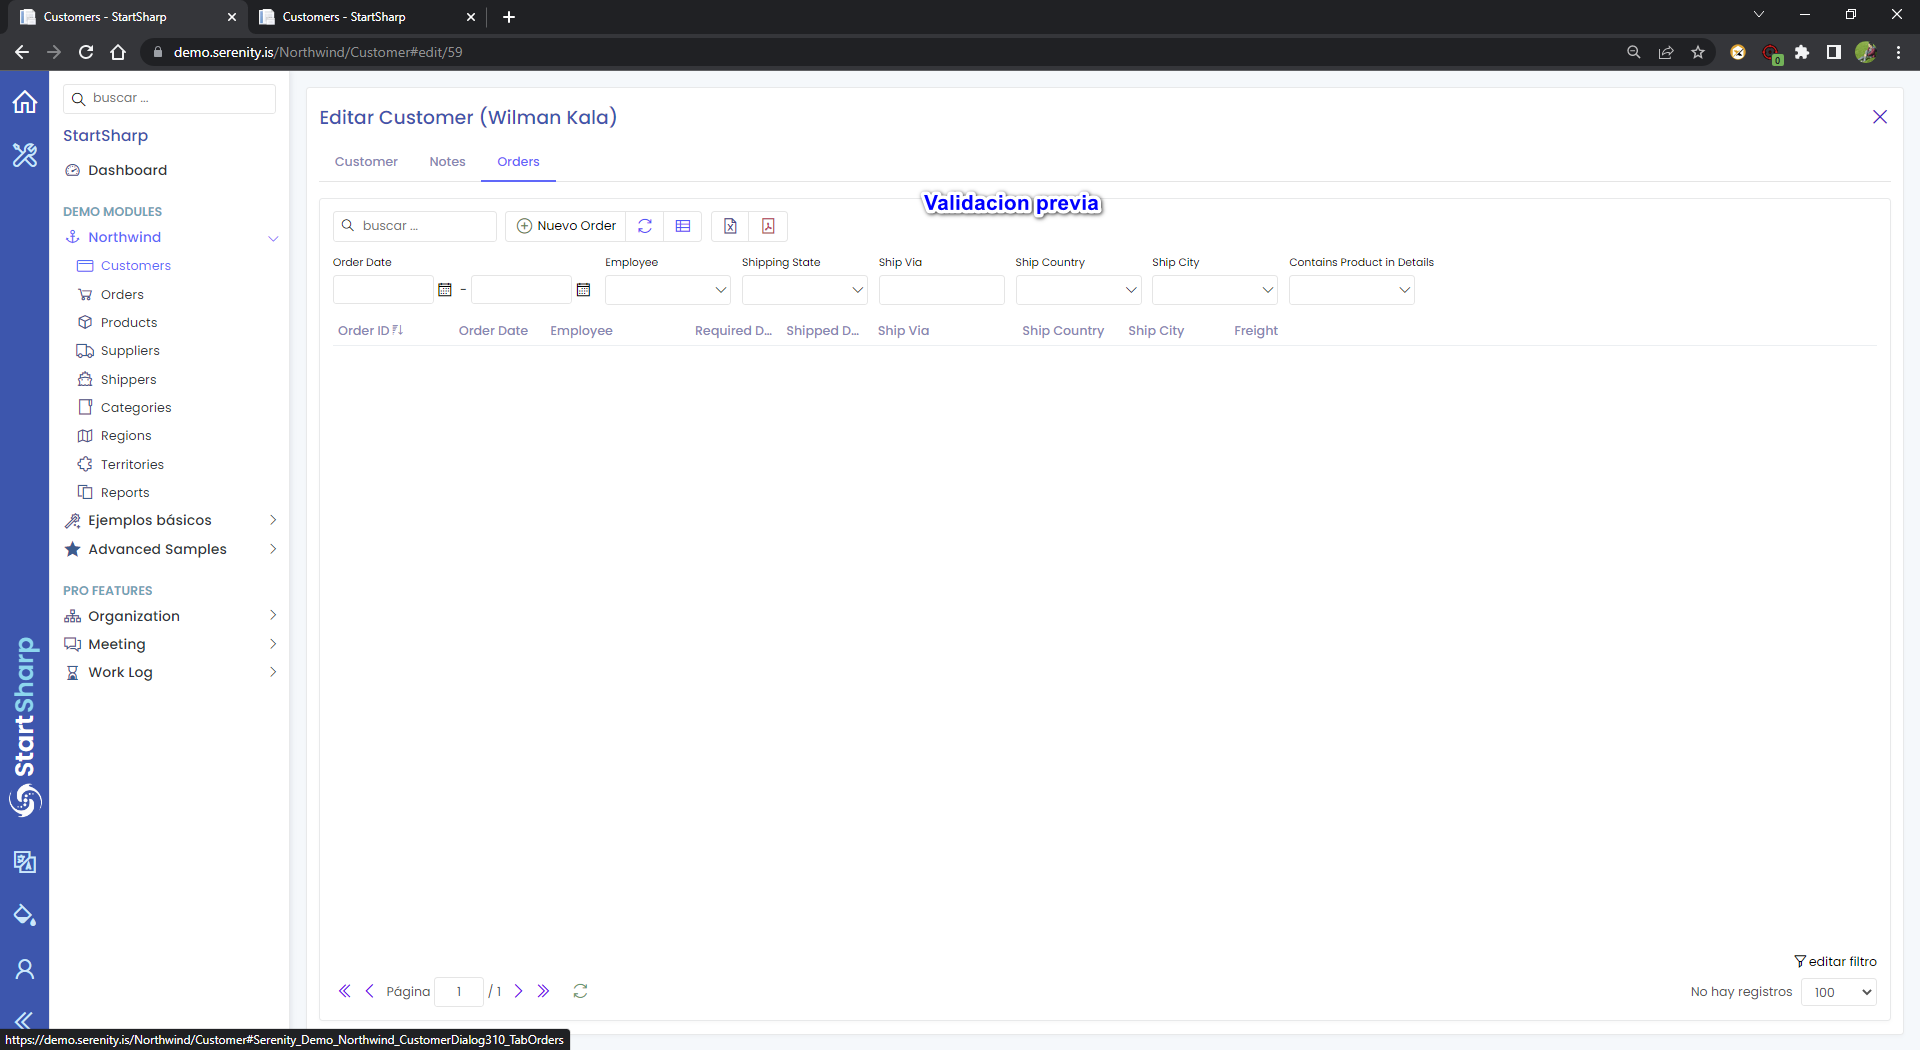 Customers - StartSharp
Customers - StartSharp
demo.serenity.is/Northwind/Customer#edit/59
0
buscar ...
StartSharp
Dashboard
DEMO MODULES
Northwind
Customers
Orders
Products
Suppliers
Shippers
Categories
Regions
Territories
Reports
Ejemplos básicos
Advanced Samples
PRO FEATURES
Organization
Meeting
Work Log
StartSharp
Editar Customer (Wilman Kala)
Customer Notes Orders
Validacion previa
buscar ... Nuevo Order
Order Date Employee Shipping State Ship Via Ship Country Ship City Contains Product in Details
-
Order ID Order Date Employee Required D... Shipped D... Ship Via Ship Country Ship City Freight
editar filtro
Página 1 / 1 No hay registros 100
https://demo.serenity.is/Northwind/Customer#Serenity_Demo_Northwind_CustomerDialog310_TabOrders